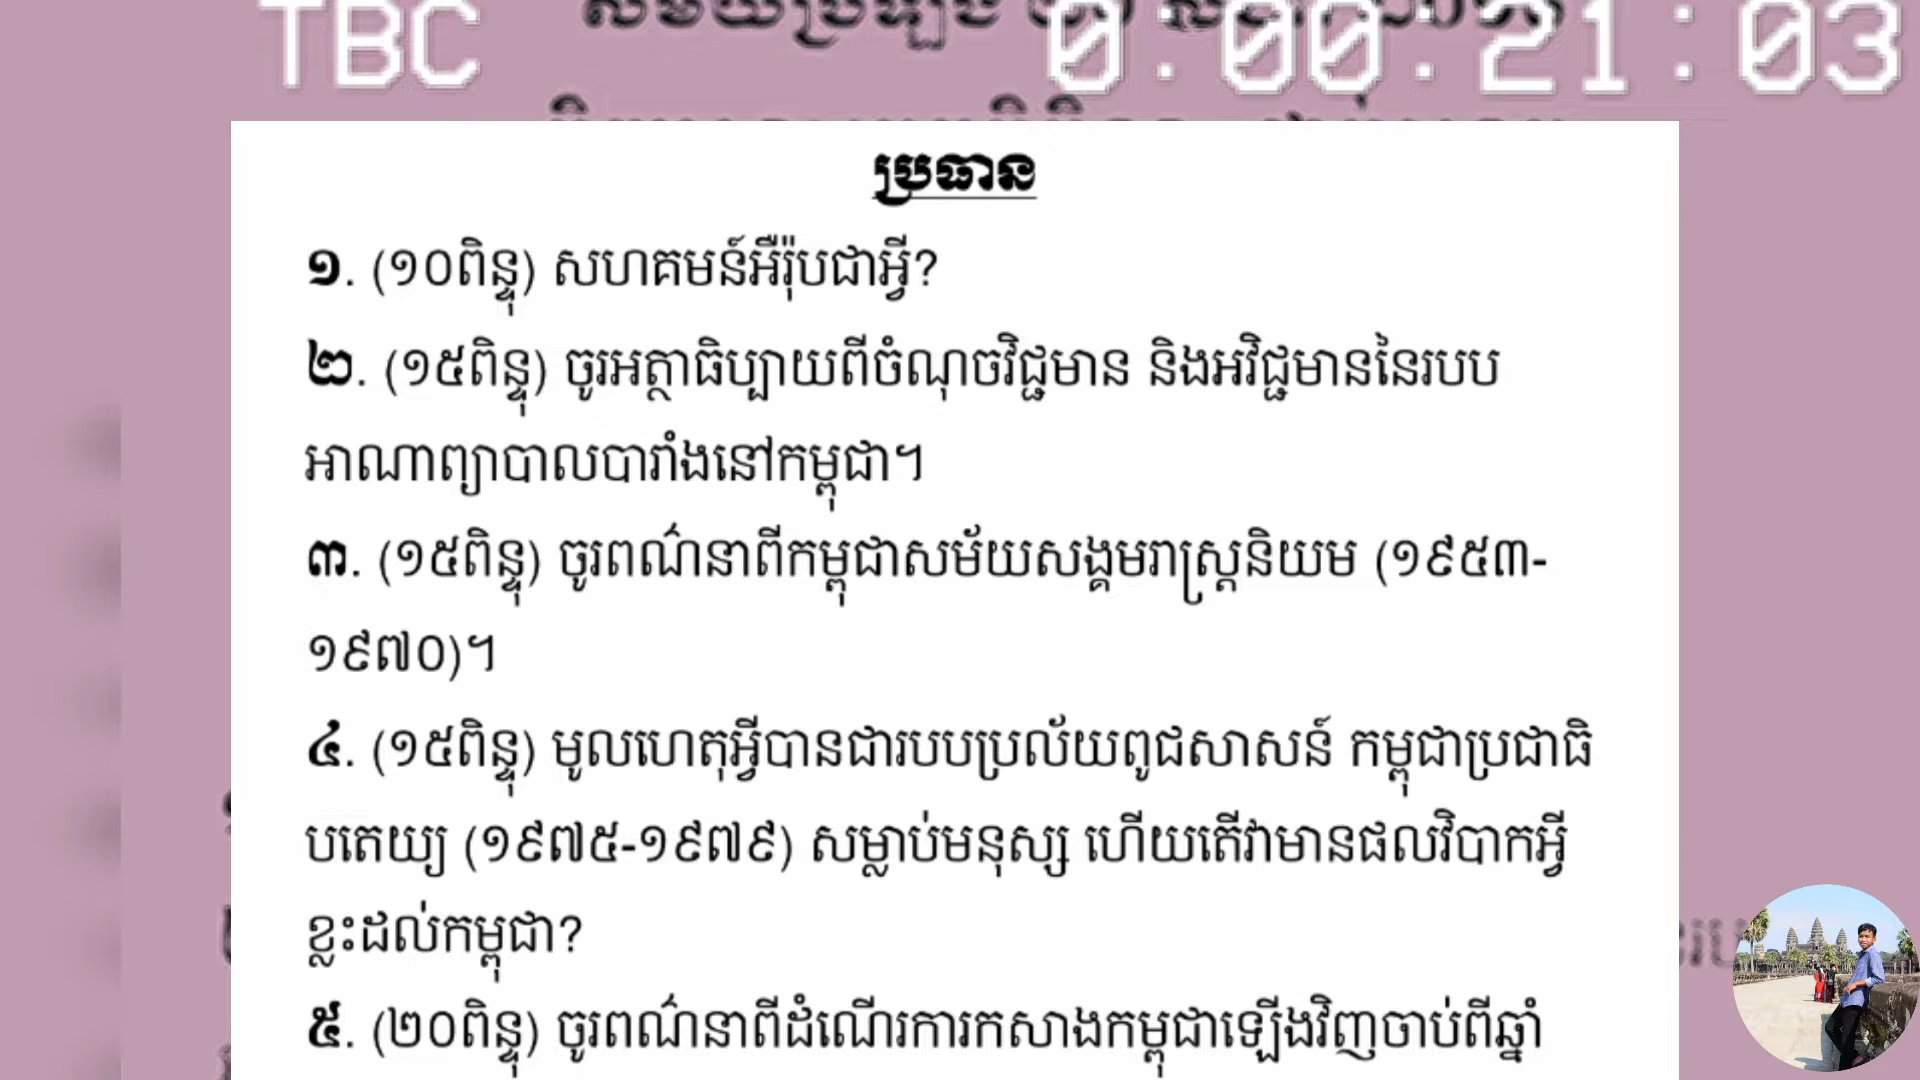 TBC 0:00:21:03
ប្រធាន
១. (១០ពិន្ទុ) សហគមន៍អឺរ៉ុបជាអ្វី?
២. (១៥ពិន្ទុ) ចូរអត្ថាធិប្បាយពីចំណុចវិជ្ជមាន និងអវិជ្ជមាននៃរបប
អាណាព្យាបាលបារាំងនៅកម្ពុជា។
៣. (១៥ពិន្ទុ) ចូរពណ៌នាពីកម្ពុជាសម័យសង្គមរាស្ត្រនិយម (១៩៥៣-
១៩៧០)។
៤. (១៥ពិន្ទុ) មូលហេតុអ្វីបានជារបបប្រល័យពូជសាសន៍ កម្ពុជាប្រជាធិ
បតេយ្យ (១៩៧៥-១៩៧៩) សម្លាប់មនុស្ស ហើយតើវាមានផលវិបាកអ្វី
ខ្លះដល់កម្ពុជា?
៥. (២០ពិន្ទុ) ចូរពណ៌នាពីដំណើរការកសាងកម្ពុជាឡើងវិញចាប់ពីឆ្នាំ